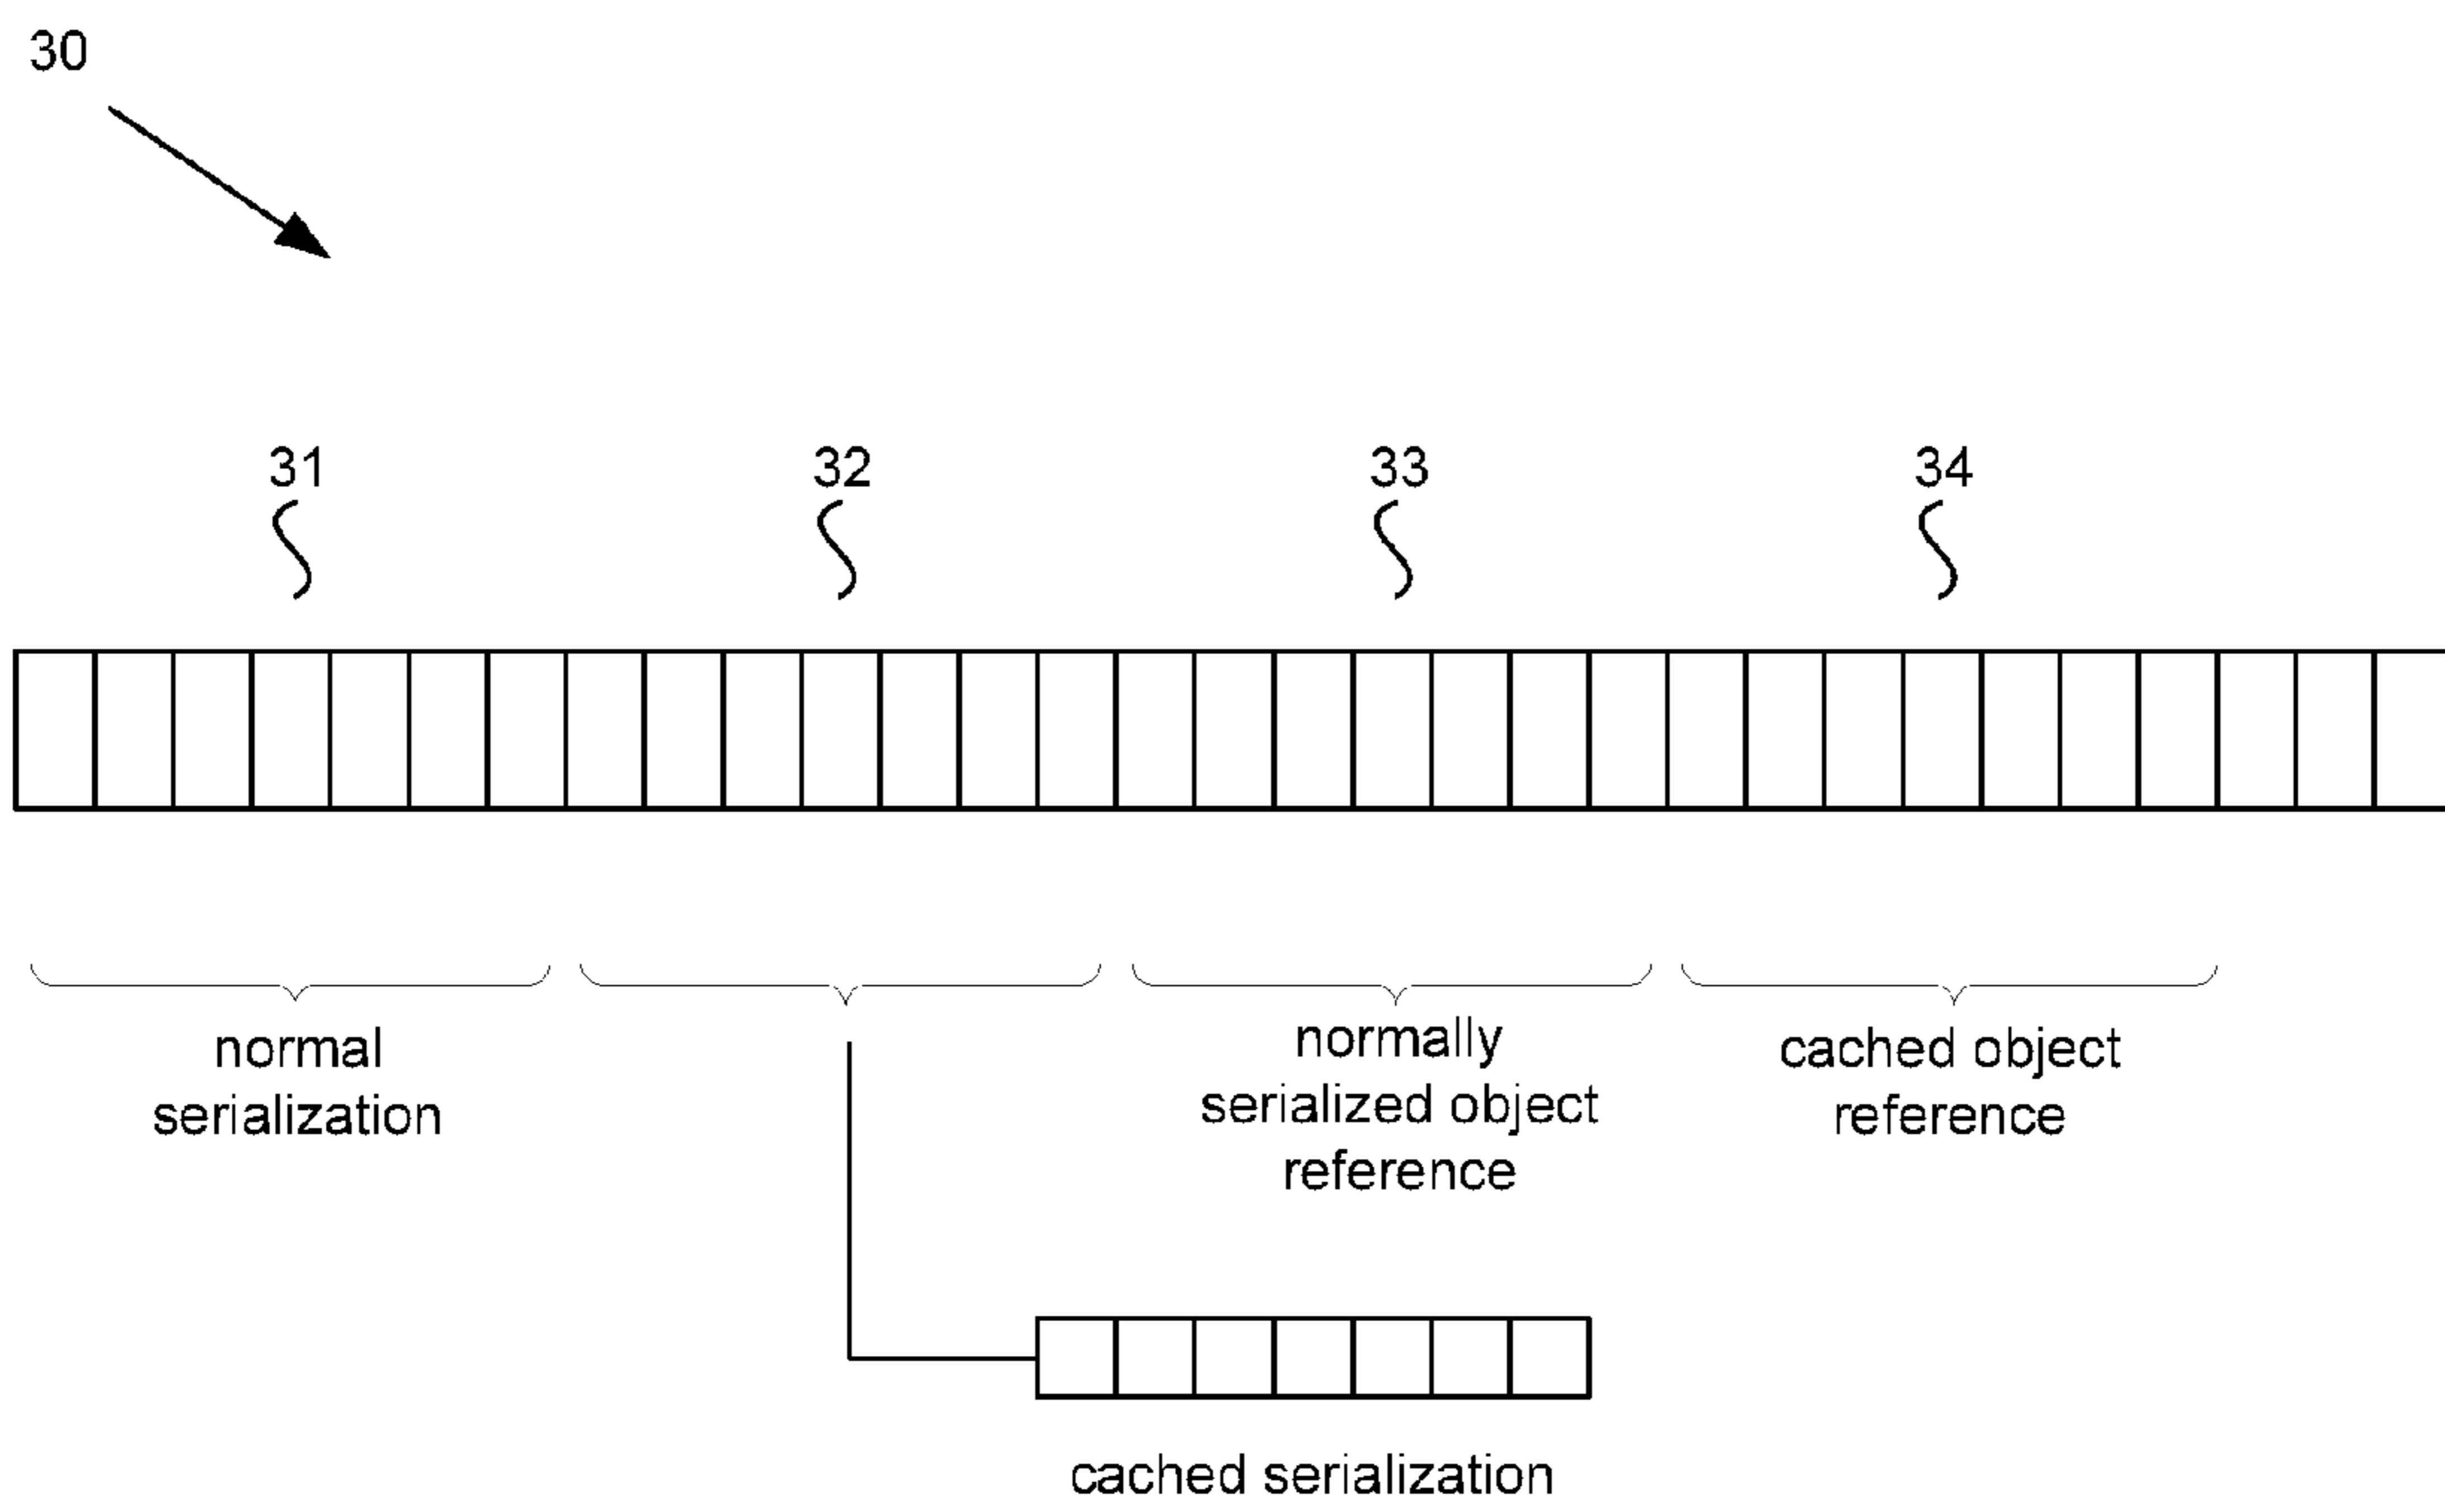 30
31
32
33
34
normal
serialization
normally
serialized object
reference
cached object
reference
cached serialization